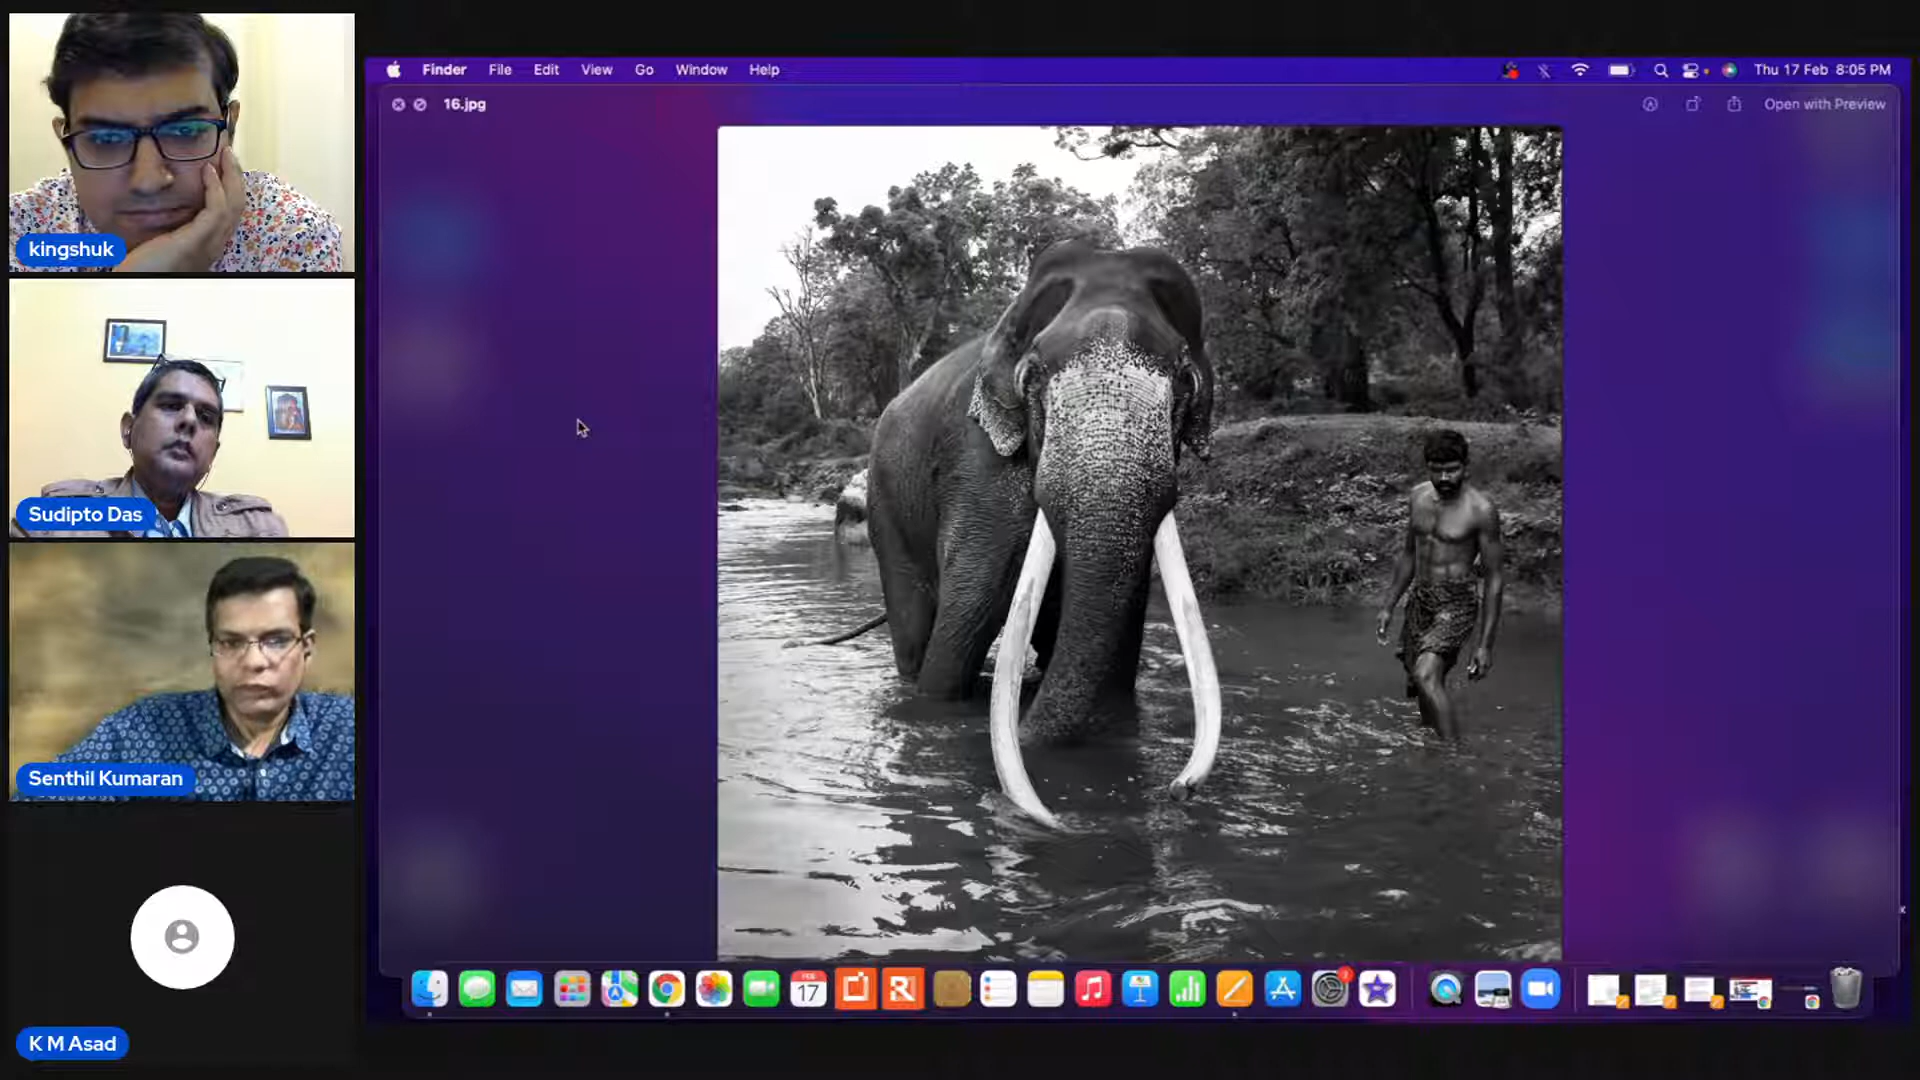 kingshuk
Sudipto Das
Senthil Kumaran
K M Asad
Finder File Edit View Go Window Help
Thu 17 Feb 8:05 PM
16.jpg
Open with Preview
FEB
17